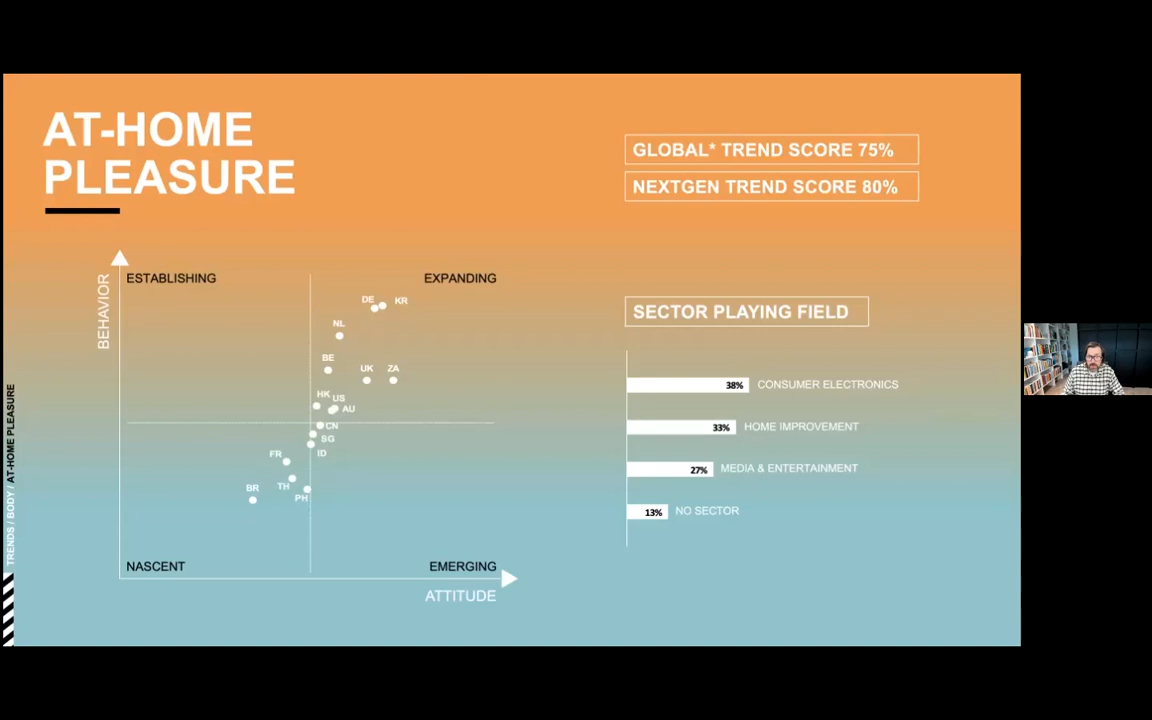 AT-HOME
PLEASURE
GLOBAL* TREND SCORE 75%
NEXTGEN TREND SCORE 80%
BEHAVIOR
ESTABLISHING
EXPANDING
DE
KR
NL
BE
UK
ZA
HK
US
AU
CN
SG
ID
FR
TH
PH
BR
NASCENT
EMERGING
ATTITUDE
SECTOR PLAYING FIELD
38% CONSUMER ELECTRONICS
33% HOME IMPROVEMENT
27% MEDIA & ENTERTAINMENT
13% NO SECTOR
TRENDS / BODY / AT-HOME PLEASURE